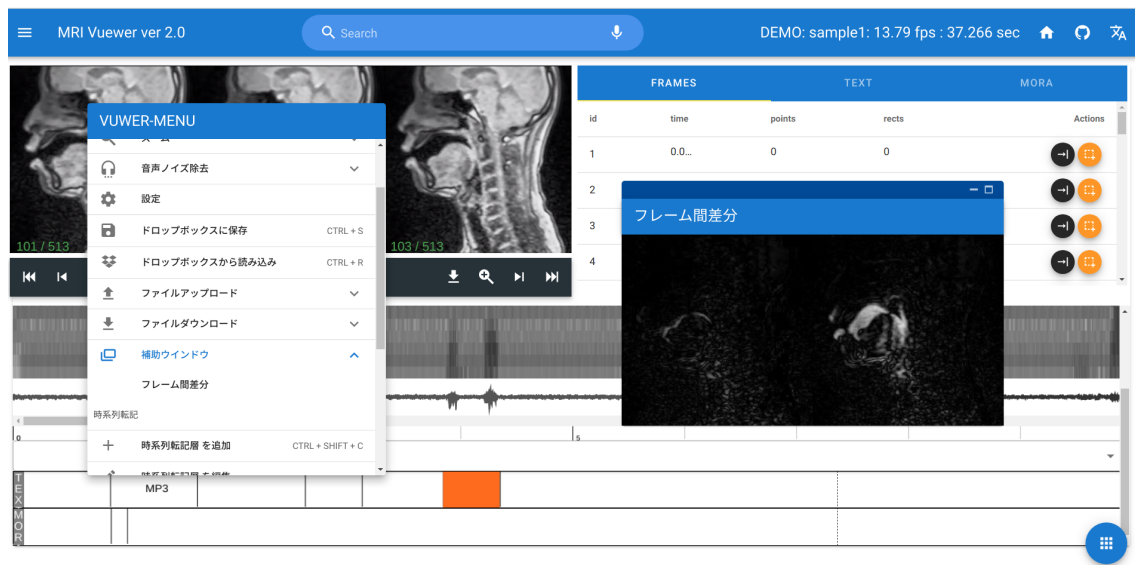 MRI Vuewer ver 2.0
Search
DEMO: sample1: 13.79 fps : 37.266 sec
101 / 513
103 / 513
VUWER-MENU
音声ノイズ除去
設定
ドロップボックスに保存 CTRL + S
ドロップボックスから読み込み CTRL + R
ファイルアップロード
ファイルダウンロード
補助ウインドウ
フレーム間差分
時系列転記
時系列転記層 を追加 CTRL + SHIFT + C
FRAMES TEXT MORA
id time points rects Actions
1 0.0... 0 0
2
3
4
フレーム間差分
0 5
TEX
MP3
MOR